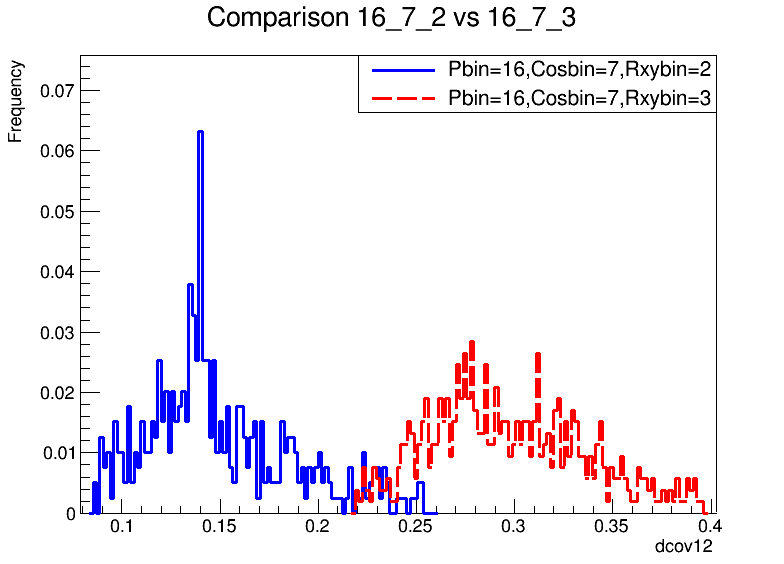 Comparison 16_7_2 vs 16_7_3
Frequency
Pbin=16,Cosbin=7,Rxybin=2
Pbin=16,Cosbin=7,Rxybin=3
0.07
0.06
0.05
0.04
0.03
0.02
0.01
0
0.1 0.15 0.2 0.25 0.3 0.35 0.4
dcov12